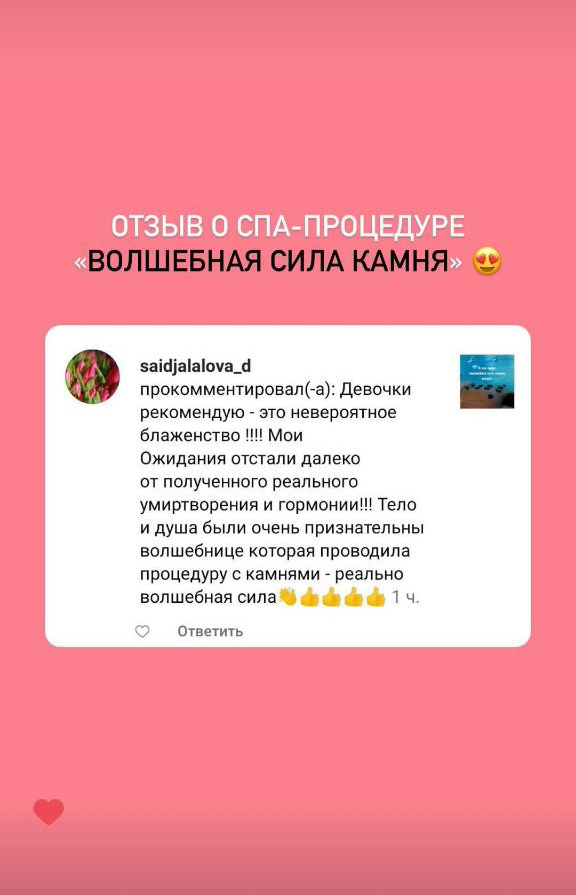 ОТЗЫВ О СПА-ПРОЦЕДУРЕ
«ВОЛШЕБНАЯ СИЛА КАМНЯ» 😍
saidjalalova_d
прокомментировал(-а): Девочки
рекомендую - это невероятное
блаженство !!!! Мои
Ожидания отстали далеко
от полученного реального
умиртворения и гормонии!!! Тело
и душа были очень признательны
волшебнице которая проводила
процедуру с камнями - реально
волшебная сила👏👍👍👍👍 1 ч.
Ответить